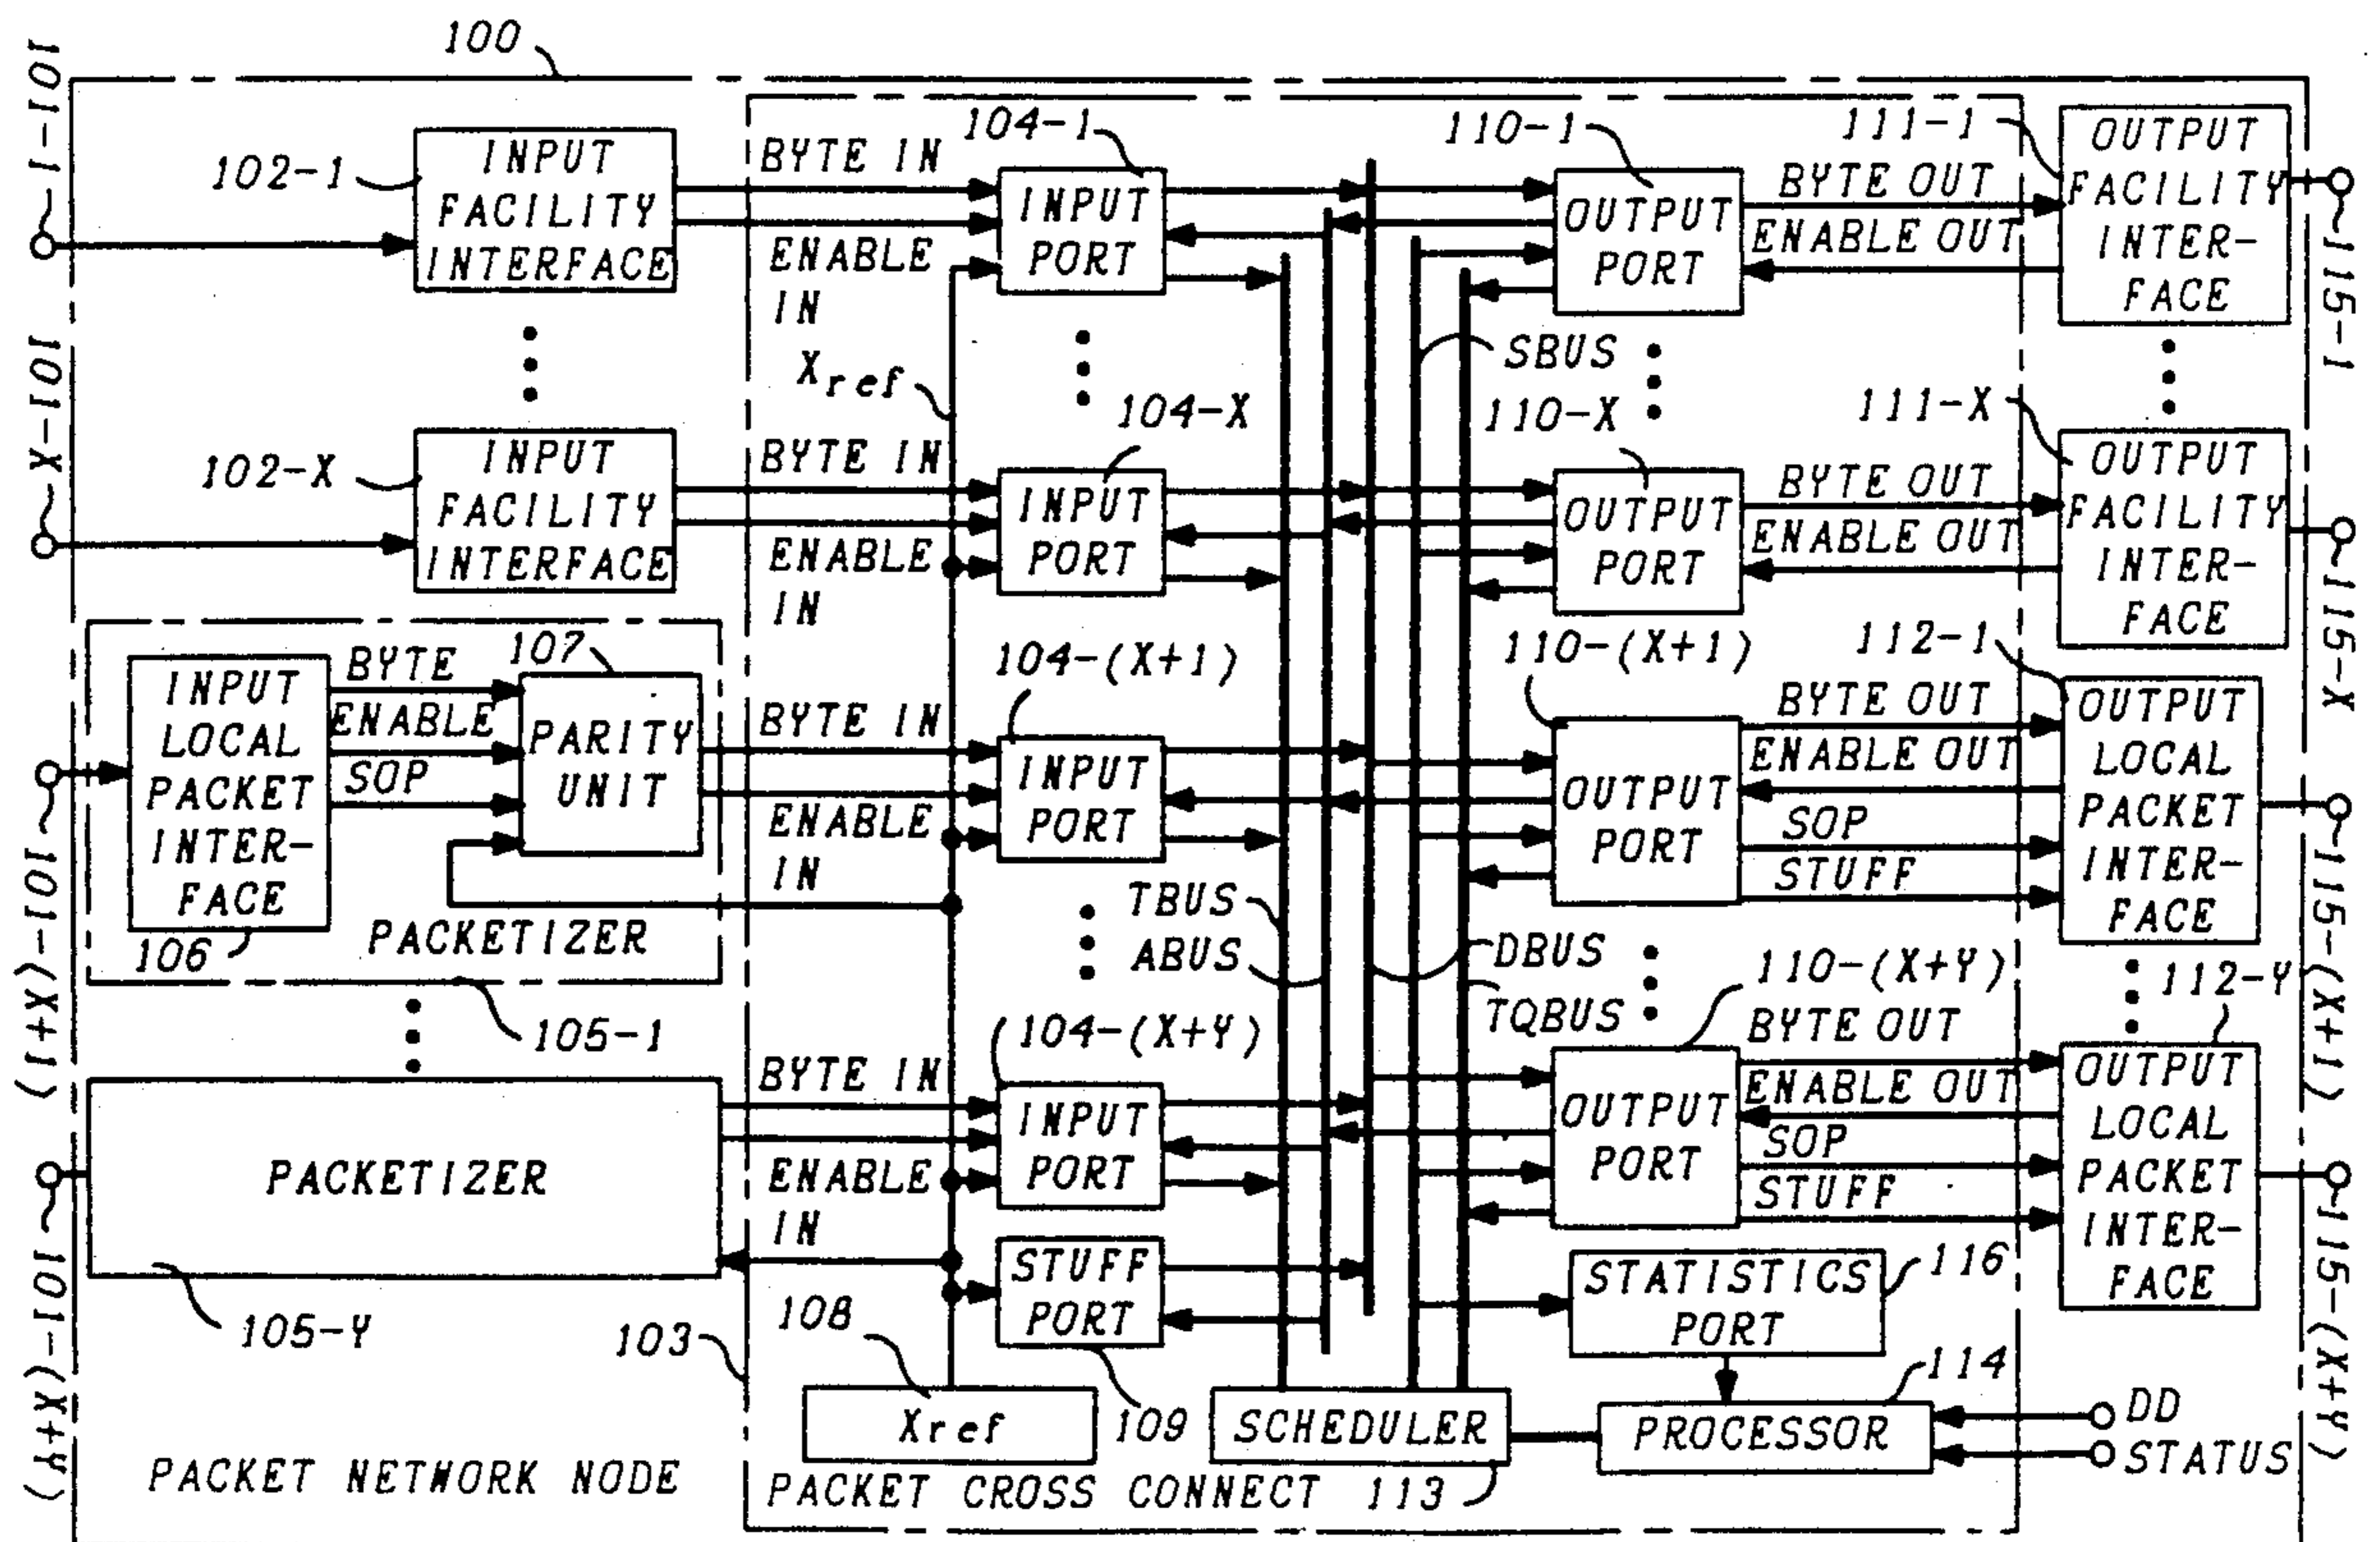 100
101-1
102-1
INPUT
FACILITY
INTERFACE
BYTE IN
ENABLE
IN
104-1
INPUT
PORT
110-1
OUTPUT
PORT
BYTE OUT
ENABLE OUT
111-1
OUTPUT
FACILITY
INTER-
FACE
115-1
SBUS
Xref
101-X
102-X
INPUT
FACILITY
INTERFACE
BYTE IN
ENABLE
IN
104-X
INPUT
PORT
110-X
OUTPUT
PORT
BYTE OUT
ENABLE OUT
111-X
OUTPUT
FACILITY
INTER-
FACE
115-X
101-(X+1)
INPUT
LOCAL
PACKET
INTER-
FACE
106
BYTE
ENABLE
SOP
107
PARITY
UNIT
PACKETIZER
105-1
BYTE IN
ENABLE
IN
104-(X+1)
INPUT
PORT
TBUS
ABUS
DBUS
TQBUS
110-(X+1)
OUTPUT
PORT
BYTE OUT
ENABLE OUT
SOP
STUFF
112-1
OUTPUT
LOCAL
PACKET
INTER-
FACE
115-(X+1)
101-(X+Y)
PACKETIZER
105-Y
BYTE IN
ENABLE
IN
104-(X+Y)
INPUT
PORT
110-(X+Y)
OUTPUT
PORT
BYTE OUT
ENABLE OUT
SOP
STUFF
112-Y
OUTPUT
LOCAL
PACKET
INTER-
FACE
115-(X+Y)
STUFF
PORT
109
108
Xref
103
STATISTICS
PORT
116
SCHEDULER
113
PROCESSOR
114
DD
STATUS
PACKET NETWORK NODE
PACKET CROSS CONNECT